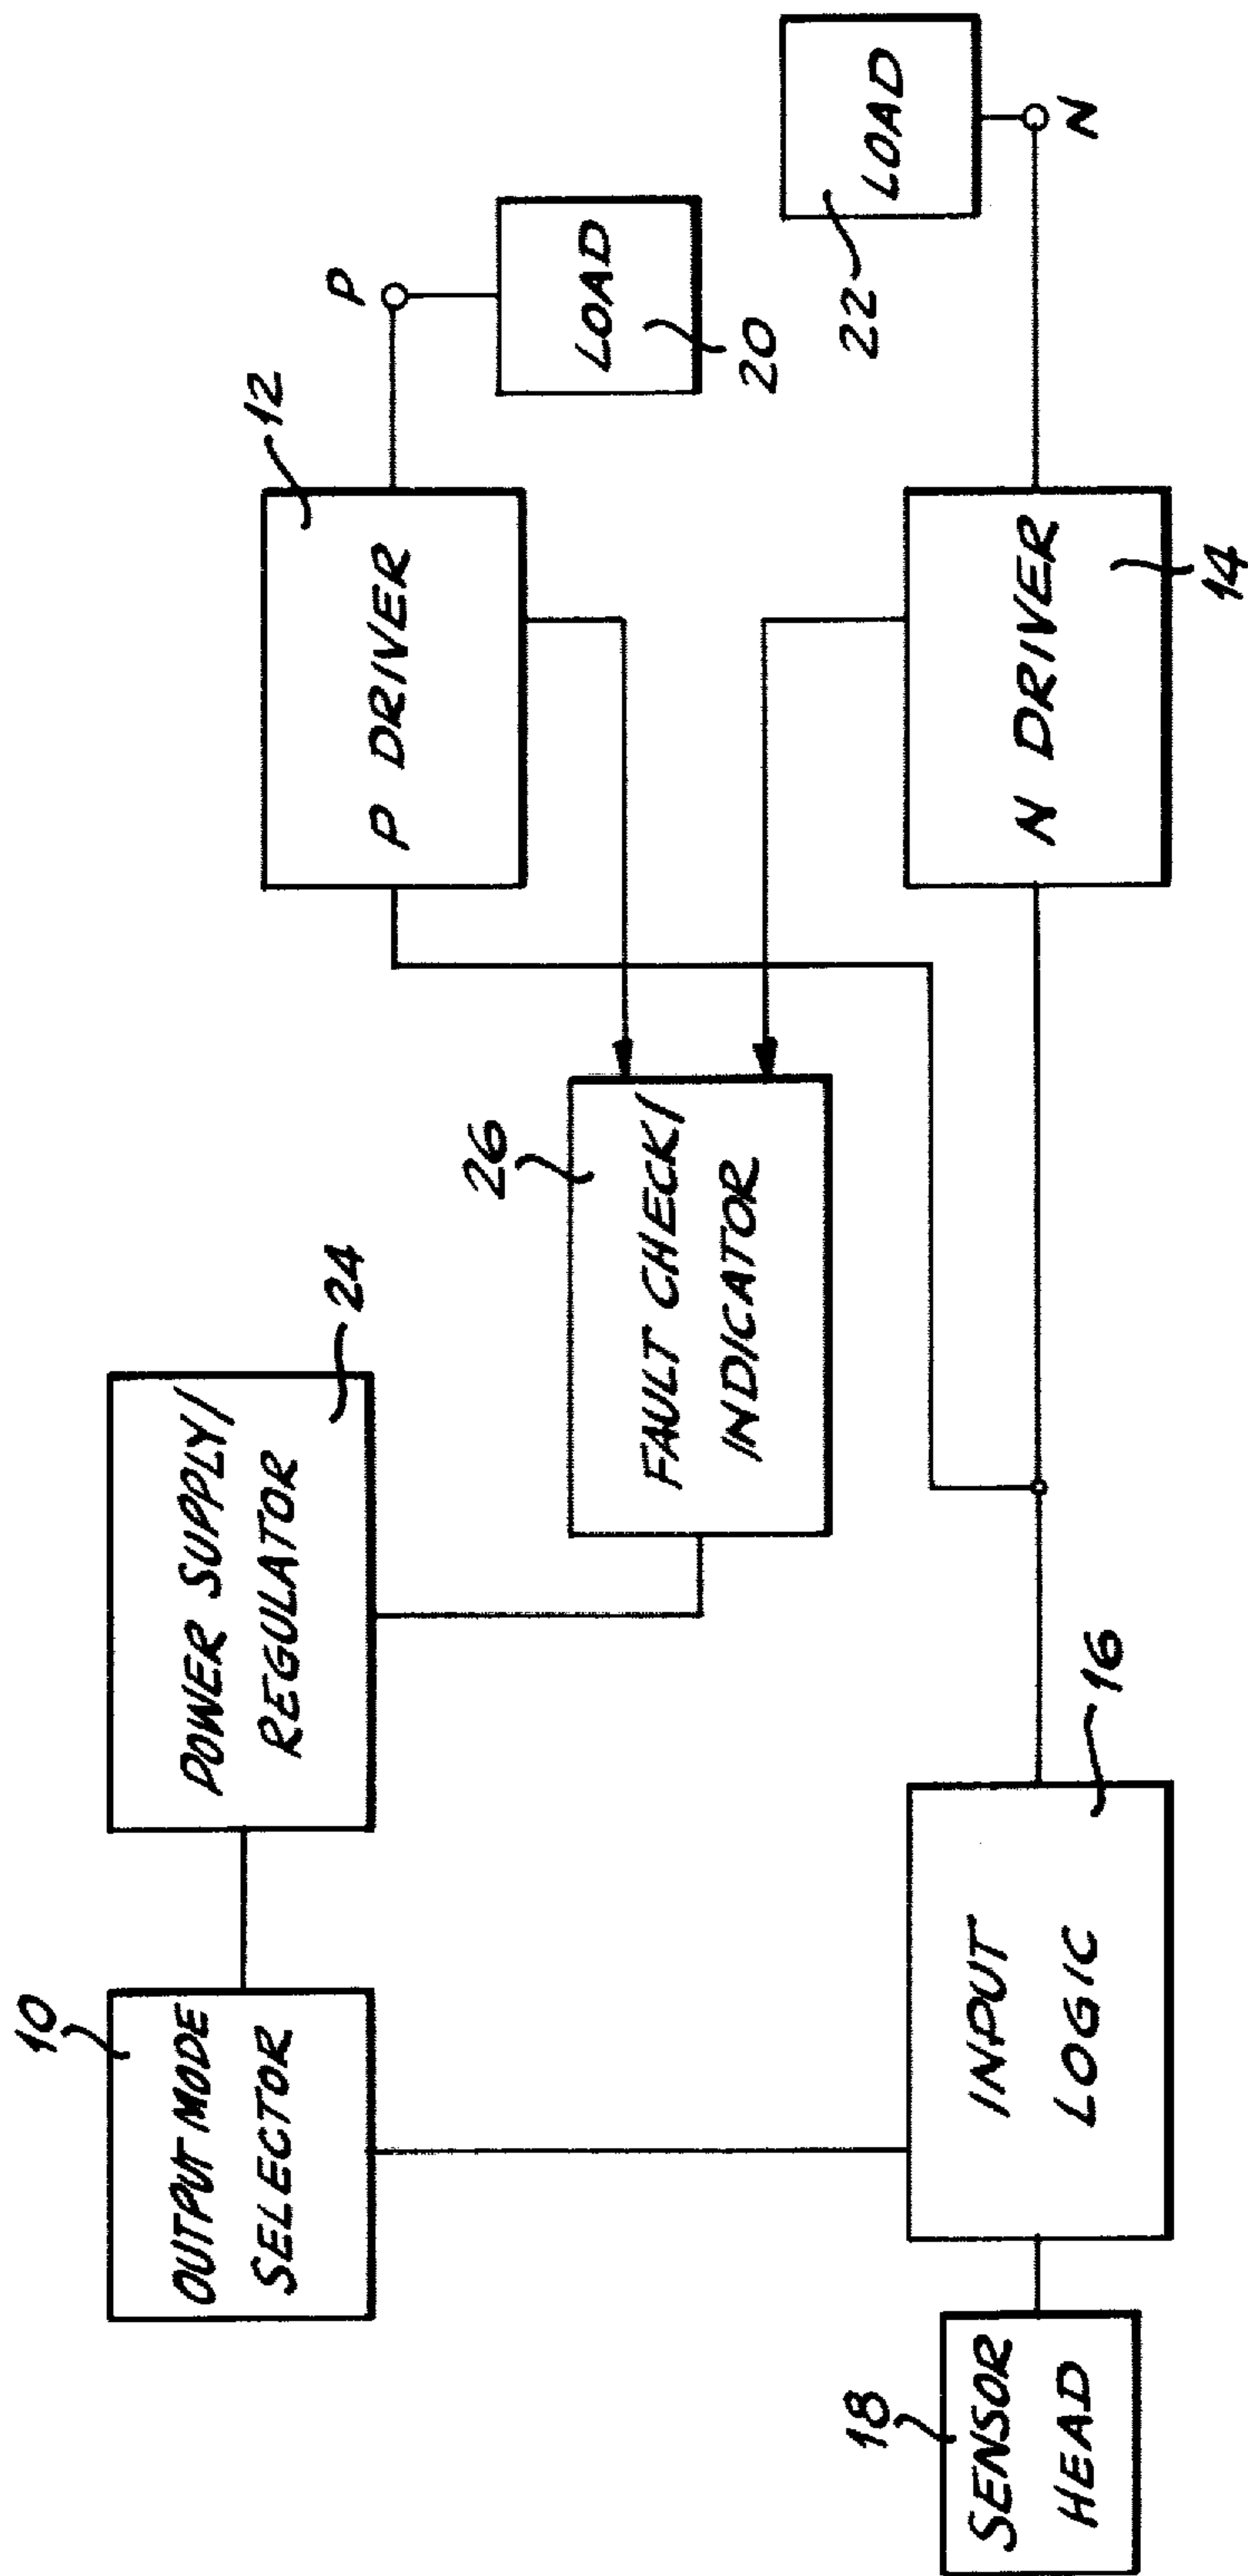 10
OUTPUT MODE
SELECTOR
POWER SUPPLY/
REGULATOR
24
26
FAULT CHECK/
INDICATOR
12
P DRIVER
P
LOAD
20
18
SENSOR
HEAD
INPUT
LOGIC
16
N DRIVER
14
22
LOAD
N